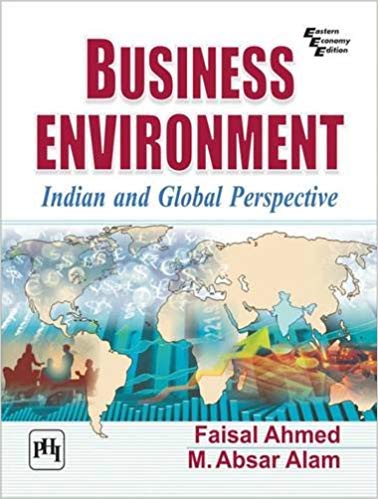 Eastern
Economy
Edition
BUSINESS
ENVIRONMENT
Indian and Global Perspective
Faisal Ahmed
M. Absar Alam
PHI